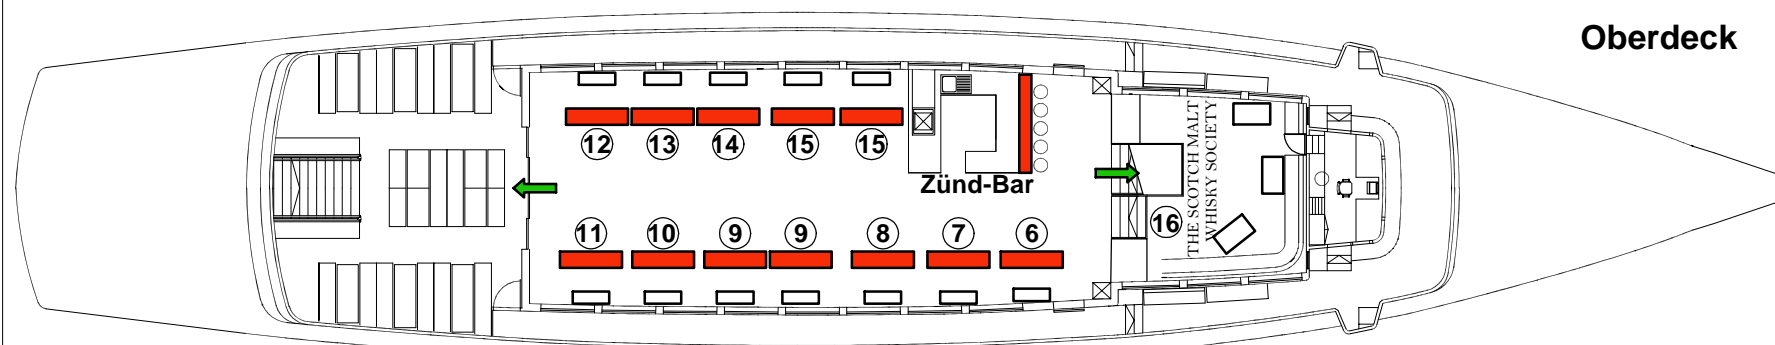 Oberdeck
12 13 14 15 15
Zünd-Bar
11 10 9 9 8 7 6
16
THE SCOTCH MALT
WHISKY SOCIETY